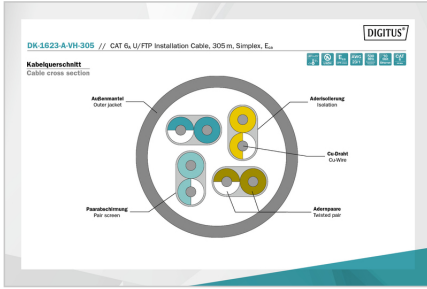 DIGITUS®
DK-1623-A-VH-305 // CAT 6A U/FTP Installation Cable, 305 m, Simplex, Eca
Kabelquerschnitt
Cable cross section
Außenmantel
Outer jacket
Aderisolierung
Isolation
Cu-Draht
Cu-Wire
Paarabschirmung
Pair screen
Adernpaare
Twisted pair